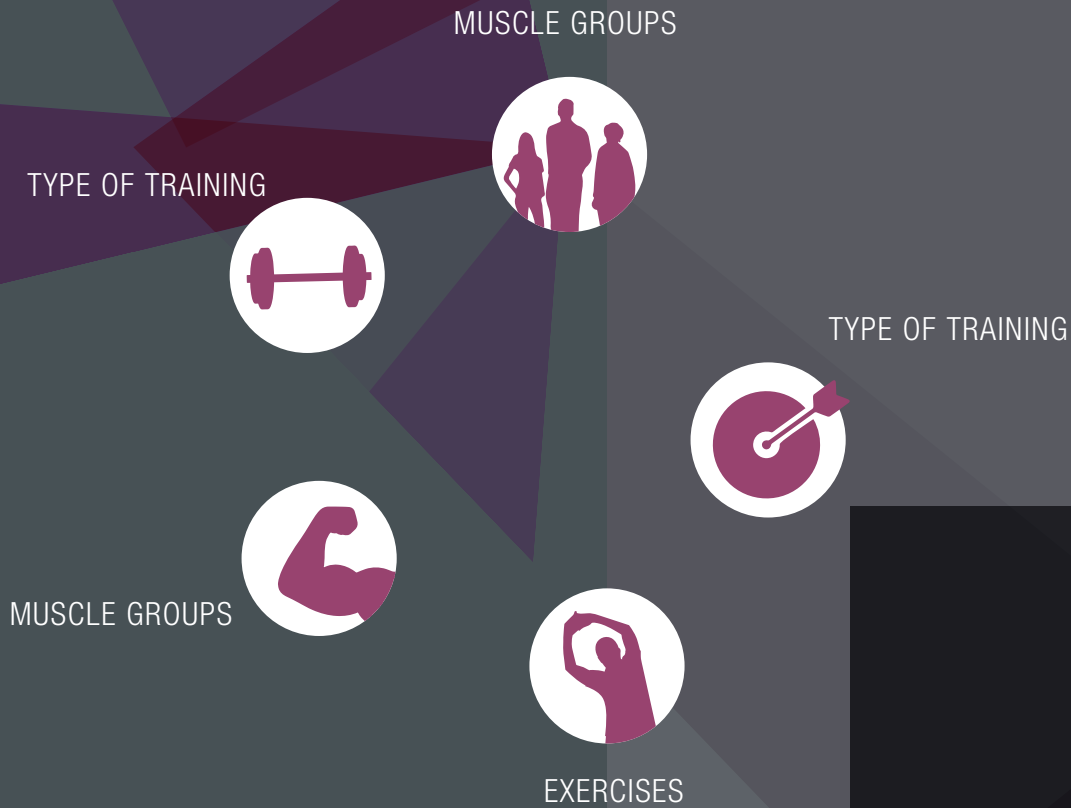 MUSCLE GROUPS
TYPE OF TRAINING
TYPE OF TRAINING
MUSCLE GROUPS
EXERCISES